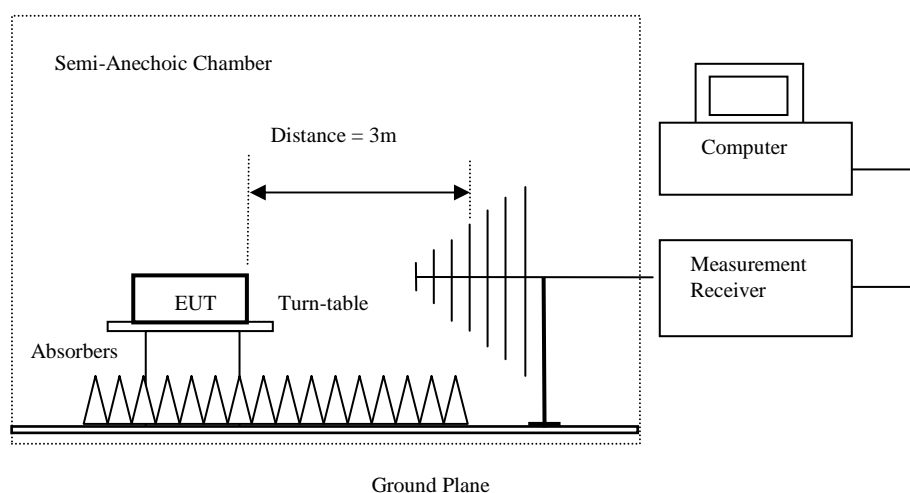 Semi-Anechoic Chamber
Distance = 3m
Computer
Measurement
Receiver
EUT
Turn-table
Absorbers
Ground Plane